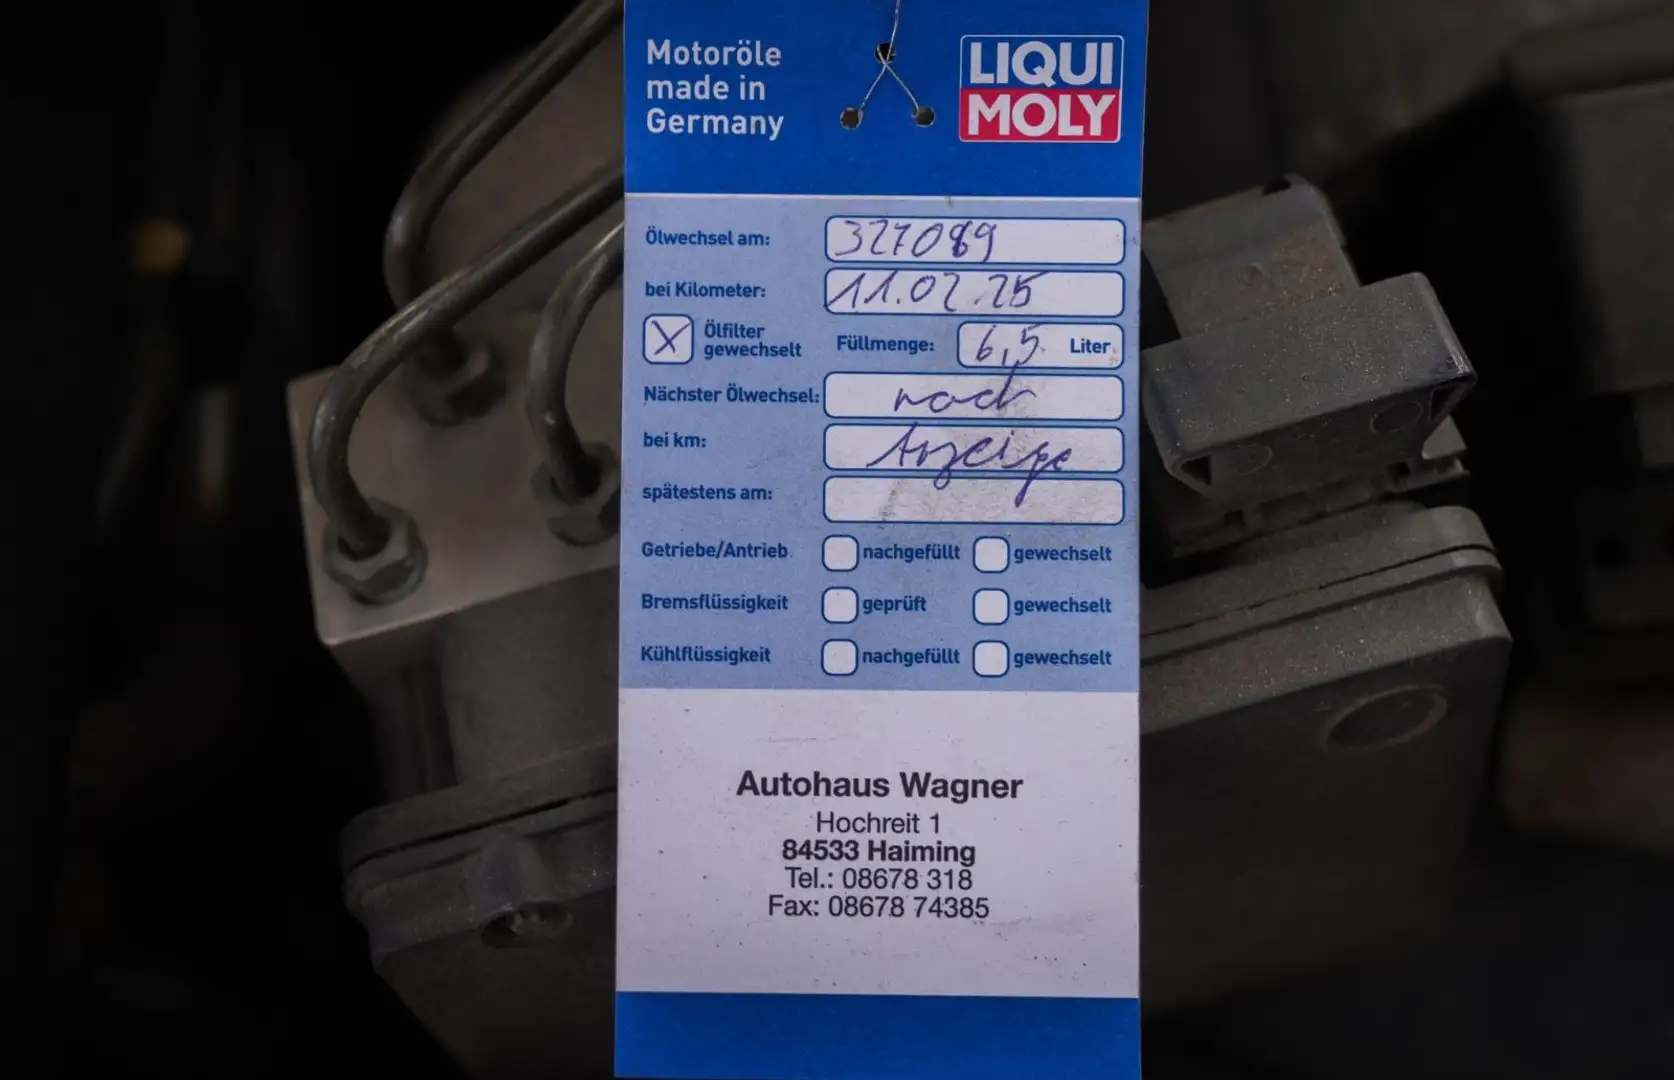 Motoröle
made in
Germany
LIQUI
MOLY
Ölwechsel am: 327089
bei Kilometer: 11.02.25
X Ölfilter gewechselt Füllmenge: 6,5 Liter
Nächster Ölwechsel: nach
bei km: Anzeige
spätestens am:
Getriebe/Antrieb nachgefüllt gewechselt
Bremsflüssigkeit geprüft gewechselt
Kühlflüssigkeit nachgefüllt gewechselt
Autohaus Wagner
Hochreit 1
84533 Haiming
Tel.: 08678 318
Fax: 08678 74385